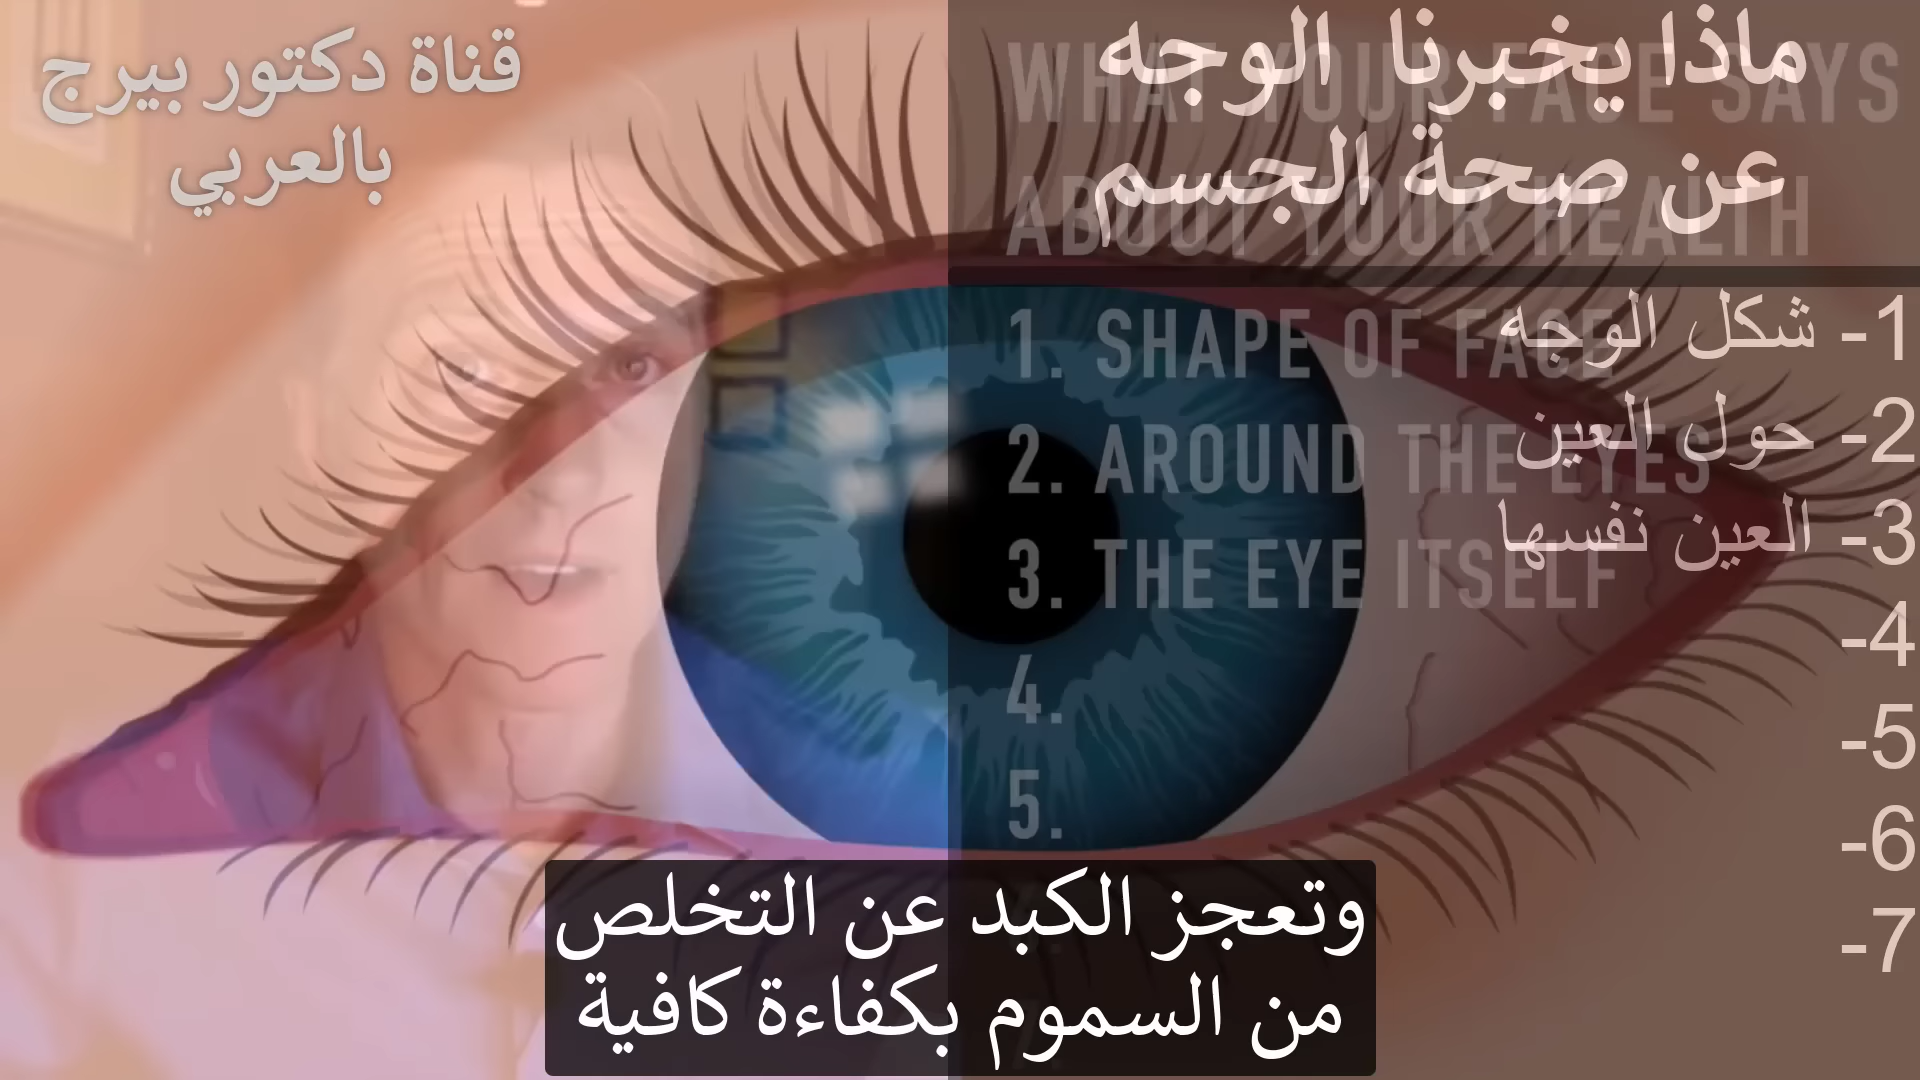 قناة دكتور بيرج
بالعربي
ماذا يخبرنا الوجه
عن صحة الجسم
WHAT YOUR FACE SAYS
ABOUT YOUR HEALTH
1- شكل الوجه
2- حول العين
3- العين نفسها
4-
5-
6-
7-
1. SHAPE OF FACE
2. AROUND THE EYES
3. THE EYE ITSELF
4.
5.
وتعجز الكبد عن التخلص
من السموم بكفاءة كافية